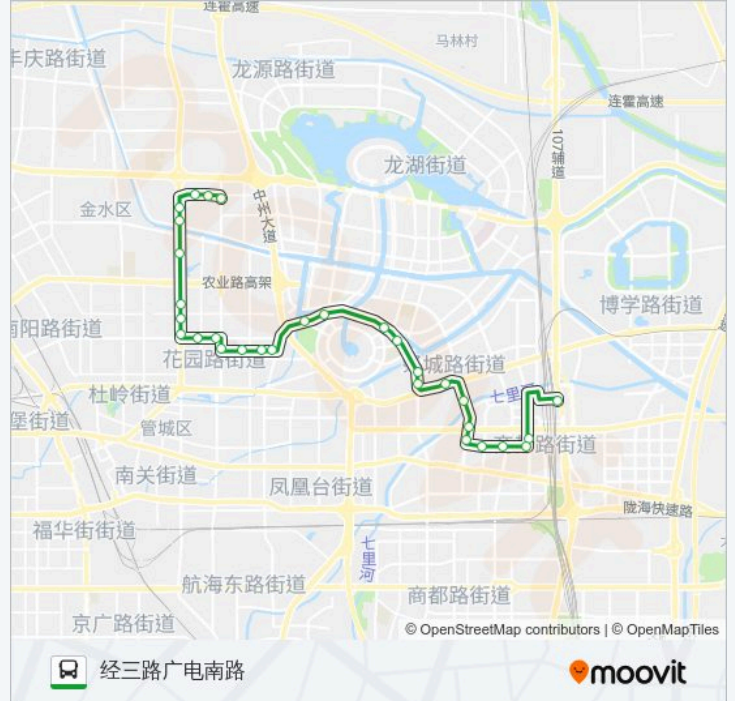 连霍高速
马林村
丰庆路街道
龙源路街道
连霍高速
107辅道
龙湖街道
金水区
中州大道
农业路高架
博学路街道
南阳路街道
花园路街道
城路街道
杜岭街道
七里河
堡街道
管城区
路街道
南关街道
凤凰台街道
陇海快速路
福华街街道
七里河
航海东路街道
商都路街道
京广路街道
© OpenStreetMap contributors | © OpenMapTiles
经三路广电南路
moovit